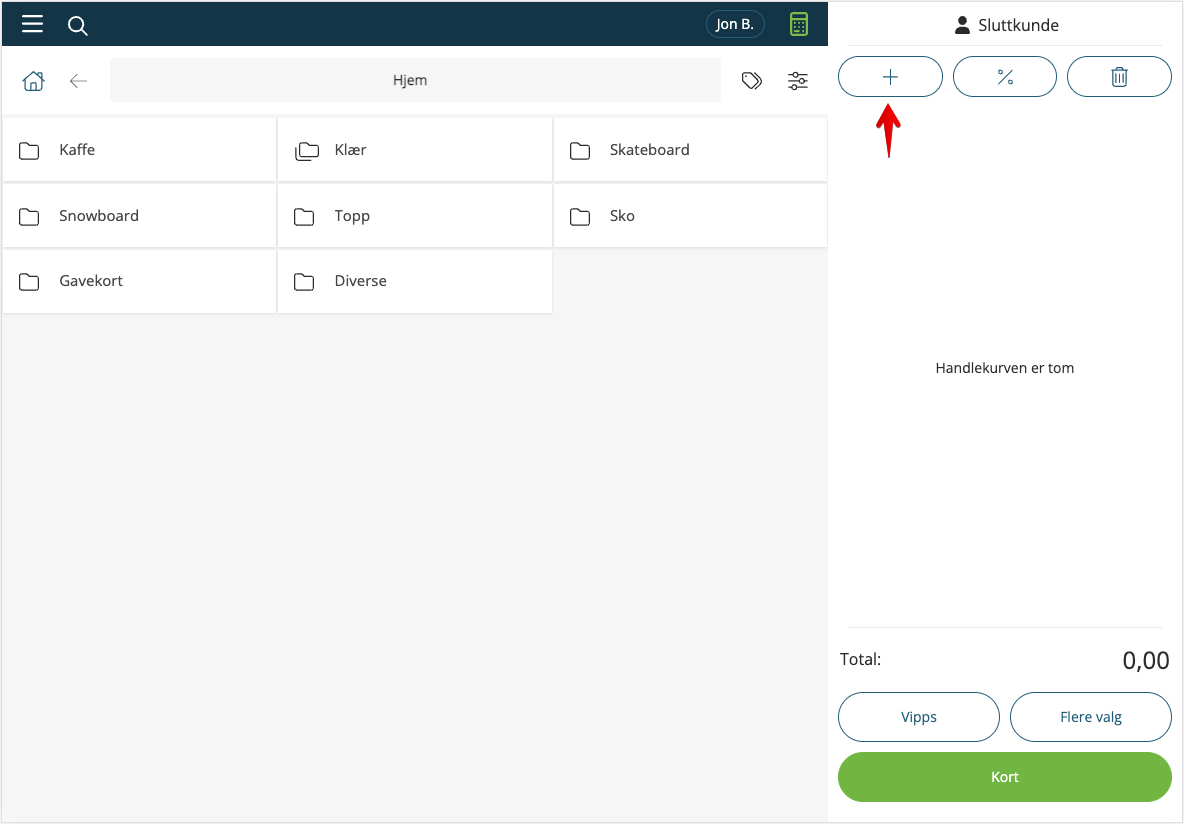 Jon B.
Sluttkunde
Hjem
Kaffe
Klær
Skateboard
Snowboard
Topp
Sko
Gavekort
Diverse
Handlekurven er tom
Total: 0,00
Vipps
Flere valg
Kort